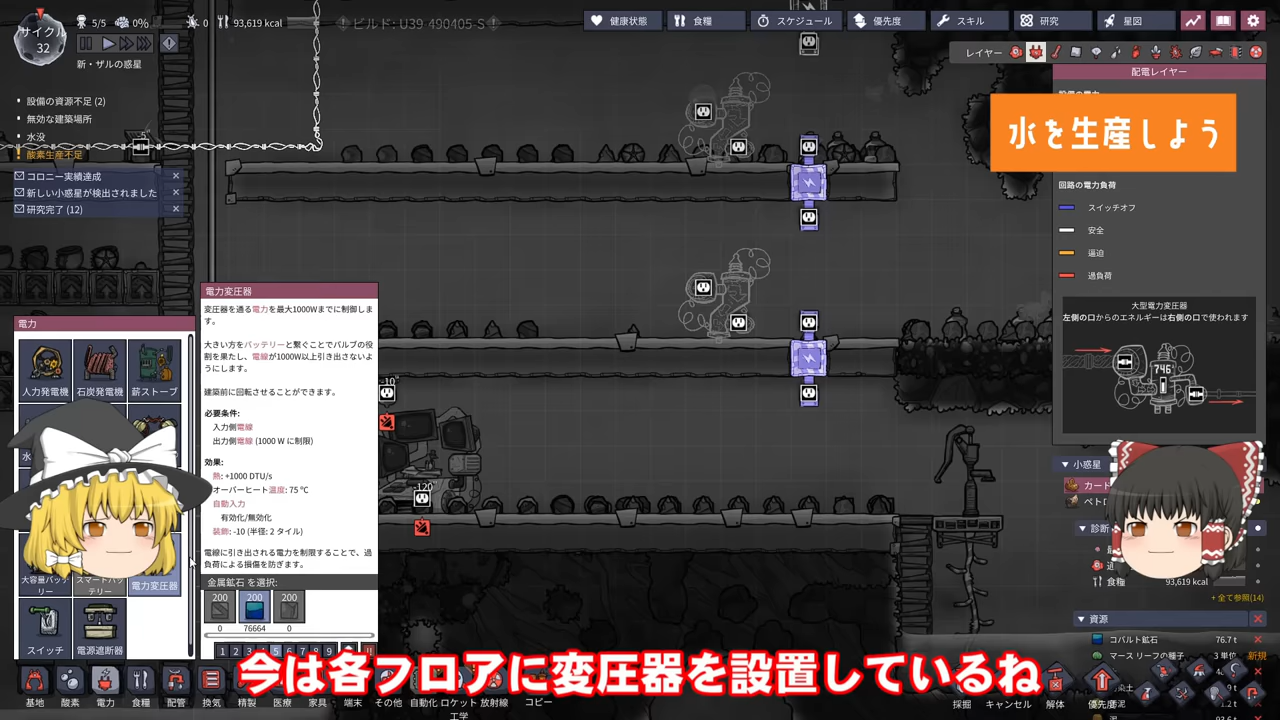 サイクル
32
5/5
0%
0
93,619 kcal
新・ザルの惑星
! ビルド: U39-490405-S !
健康状態
食糧
スケジュール
優先度
スキル
研究
星図
レイヤー
配電レイヤー
設備の資源不足 (2)
無効な建築場所
水没
酸素生産不足
コロニー実績達成
新しい小惑星が検出されました
研究完了 (12)
水を生産しよう
回路の電力負荷
スイッチオフ
安全
逼迫
過負荷
大型電力変圧器
左側の口からのエネルギーは右側の口で使われます
746
電力
人力発電機
石炭発電機
薪ストーブ
大容量バッテリー
スマートバッテリー
電力変圧器
スイッチ
電源遮断器
電力変圧器
変圧器を通る電力を最大1000Wまでに制御しま
す。
大きい方をバッテリーと繋ぐことでバルブの役
割を果たし、電線が1000W以上引き出さないよ
うにします。
建築前に回転させることができます。
必要条件:
入力側電線
出力側電線 (1000 W に制限)
効果:
熱: +1000 DTU/s
オーバーヒート温度: 75 ºC
自動入力
有効化/無効化
装飾: -10 (半径: 2 タイル)
電線に引き出される電力を制限することで、過
負荷による損傷を防ぎます。
金属鉱石 を選択:
200
200
200
0
76664
0
1 2 3 4 5 6 7 8 9
-10
-120
小惑星
カート
ペトロ
診断
食糧
93,619 kcal
+ 全て参照(14)
資源
コバルト鉱石
76.7 t
マース リーフの種子
3 単位
新規
今は各フロアに変圧器を設置しているね
基地
酸素
電力
食糧
配管
換気
精製
医療
家具
端末
その他
自動化
ロケット工学
放射線
コピー
採掘
キャンセル
解体
優先度